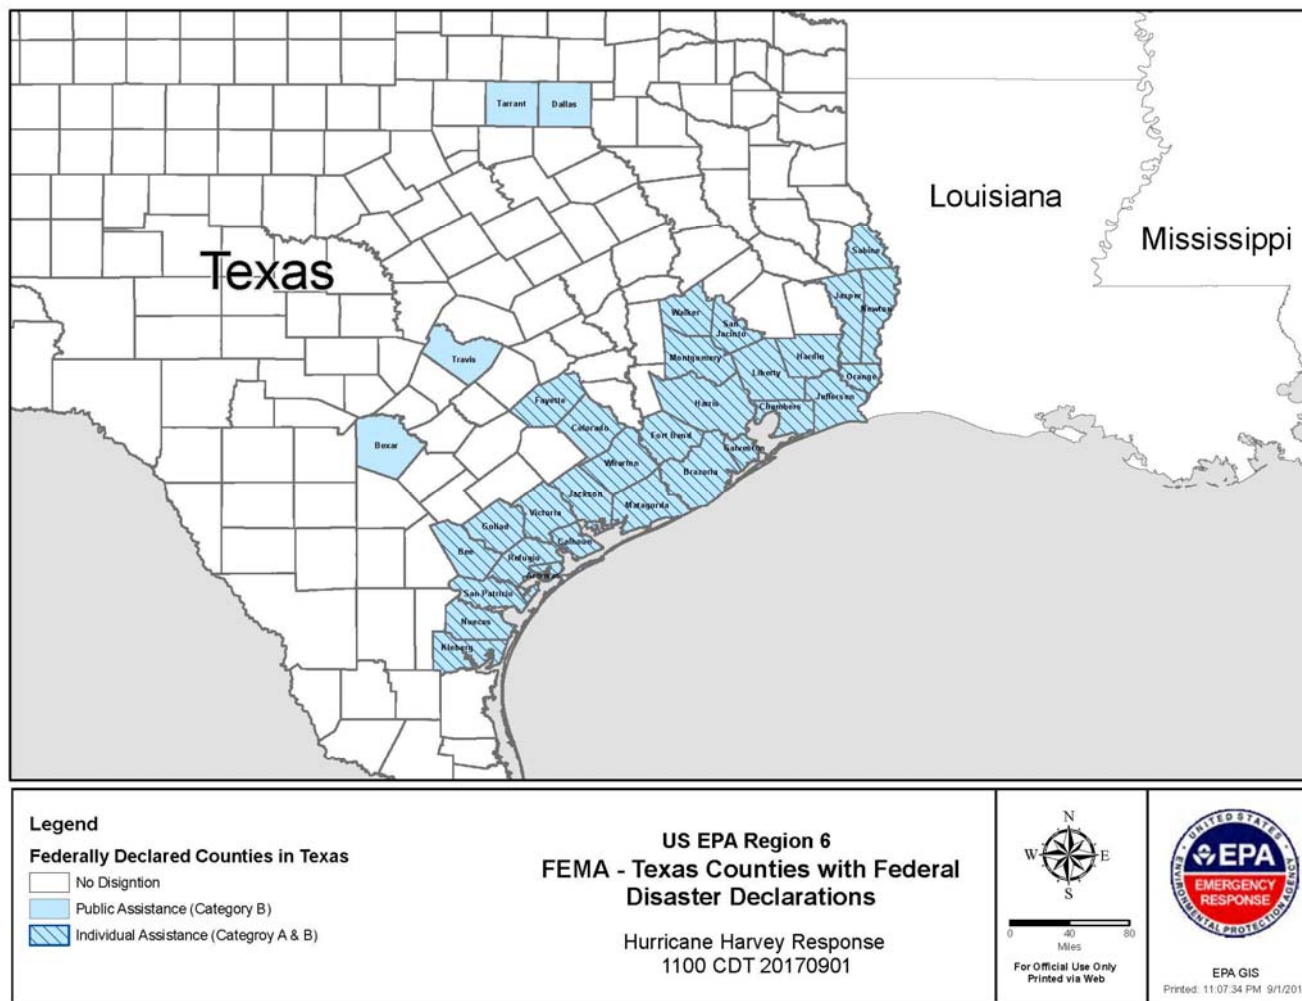 Tarrant
Dallas
Louisiana
Mississippi
Texas
Sabine
Jasper
Newton
Walker
San
Jacinto
Travis
Montgomery
Hardin
Liberty
Orange
Fayette
Harris
Jefferson
Chambers
Colorado
Fort Bend
Bexar
Galveston
Wharton
Brazoria
Jackson
Matagorda
Victoria
Goliad
Calhoun
Bee
Refugio
Aransas
San Patricio
Nueces
Kleberg
Legend
Federally Declared Counties in Texas
No Disigntion
Public Assistance (Category B)
Individual Assistance (Categroy A & B)
US EPA Region 6
FEMA - Texas Counties with Federal
Disaster Declarations
Hurricane Harvey Response
1100 CDT 20170901
N
W
E
S
0
40
80
Miles
For Official Use Only
Printed via Web
UNITED STATES
EPA
EMERGENCY
RESPONSE
ENVIRONMENTAL PROTECTION AGENCY
EPA GIS
Printed: 11:07:34 PM 9/1/201